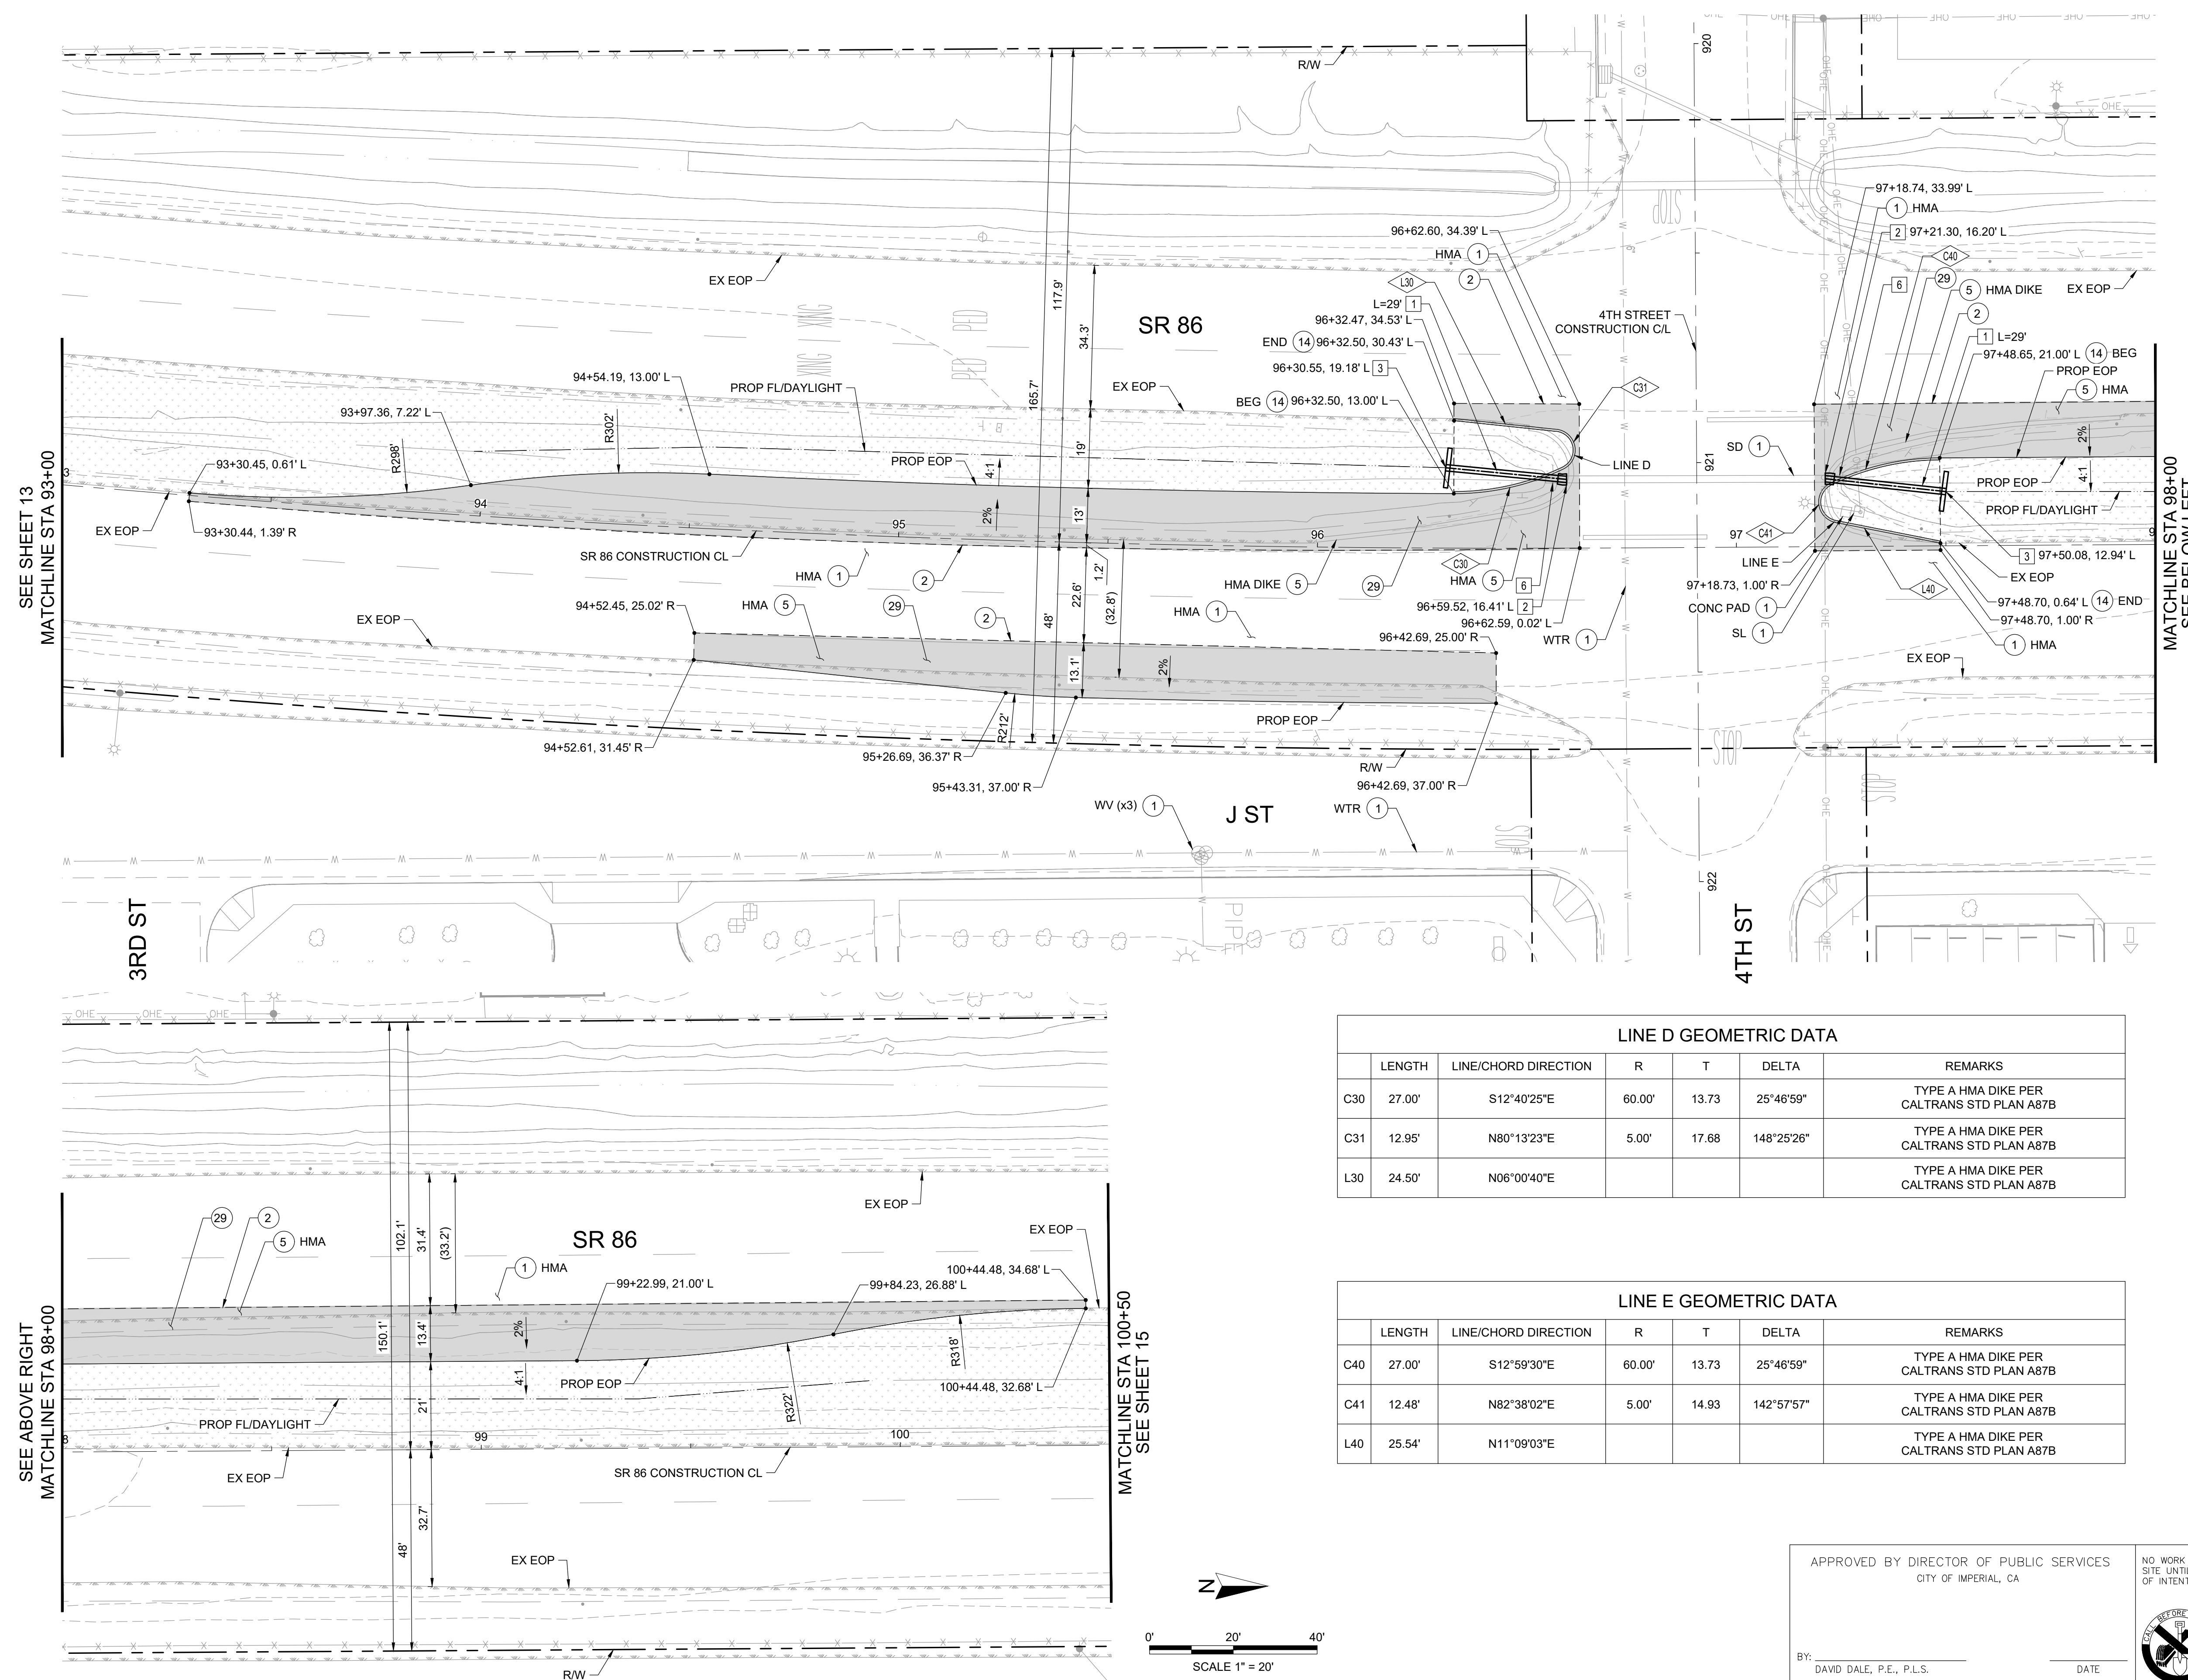 920
R/W
OHE
OHE
117.9'
165.7'
34.3'
EX EOP
SR 86
STOP
96+62.60, 34.39' L
HMA 1
2
L30
L=29' 1
96+32.47, 34.53' L
END 14 96+32.50, 30.43' L
96+30.55, 19.18' L 3
BEG 14 96+32.50, 13.00' L
4TH STREET
CONSTRUCTION C/L
C31
LINE D
97+18.74, 33.99' L
1 HMA
2 97+21.30, 16.20' L
C40
6
29
5 HMA DIKE
EX EOP
2
1 L=29'
97+48.65, 21.00' L 14 BEG
PROP EOP
5 HMA
2%
4:1
PROP EOP
PROP FL/DAYLIGHT
SD 1
921
97
C41
LINE E
97+18.73, 1.00' R
CONC PAD 1
SL 1
3 97+50.08, 12.94' L
EX EOP
L40
97+48.70, 0.64' L 14 END
97+48.70, 1.00' R
1 HMA
EX EOP
MATCHLINE STA 98+00
SEE BELOW LEFT
SEE SHEET 13
MATCHLINE STA 93+00
3
94+54.19, 13.00' L
PROP FL/DAYLIGHT
EX EOP
93+97.36, 7.22' L
R302'
R298'
93+30.45, 0.61' L
PROP EOP
4:1
19'
94
95
96
2%
13'
EX EOP
93+30.44, 1.39' R
SR 86 CONSTRUCTION CL
HMA 1
2
1.2'
22.6'
(32.8')
48'
HMA DIKE 5
29
C30
HMA 5
6
96+59.52, 16.41' L 2
96+62.59, 0.02' L
WTR 1
94+52.45, 25.02' R
HMA 5
29
2
HMA 1
96+42.69, 25.00' R
EX EOP
13.1'
2%
R212'
PROP EOP
94+52.61, 31.45' R
95+26.69, 36.37' R
95+43.31, 37.00' R
R/W
96+42.69, 37.00' R
STOP
WV (x3) 1
J ST
WTR 1
922
3RD ST
PIPE
4TH ST
OHE OHE OHE
LINE D GEOMETRIC DATA
LENGTH LINE/CHORD DIRECTION R T DELTA REMARKS
C30 27.00' S12°40'25"E 60.00' 13.73 25°46'59" TYPE A HMA DIKE PER
CALTRANS STD PLAN A87B
C31 12.95' N80°13'23"E 5.00' 17.68 148°25'26" TYPE A HMA DIKE PER
CALTRANS STD PLAN A87B
L30 24.50' N06°00'40"E TYPE A HMA DIKE PER
CALTRANS STD PLAN A87B
EX EOP
29
2
5 HMA
102.1'
31.4'
(33.2')
SR 86
1 HMA
EX EOP
100+44.48, 34.68' L
99+22.99, 21.00' L
99+84.23, 26.88' L
SEE ABOVE RIGHT
MATCHLINE STA 98+00
150.1'
13.4'
2%
4:1
PROP EOP
R322'
R318'
100+44.48, 32.68' L
MATCHLINE STA 100+50
SEE SHEET 15
PROP FL/DAYLIGHT
21'
8
99
100
EX EOP
SR 86 CONSTRUCTION CL
32.7'
48'
EX EOP
R/W
LINE E GEOMETRIC DATA
LENGTH LINE/CHORD DIRECTION R T DELTA REMARKS
C40 27.00' S12°59'30"E 60.00' 13.73 25°46'59" TYPE A HMA DIKE PER
CALTRANS STD PLAN A87B
C41 12.48' N82°38'02"E 5.00' 14.93 142°57'57" TYPE A HMA DIKE PER
CALTRANS STD PLAN A87B
L40 25.54' N11°09'03"E TYPE A HMA DIKE PER
CALTRANS STD PLAN A87B
N
0' 20' 40'
SCALE 1" = 20'
APPROVED BY DIRECTOR OF PUBLIC SERVICES
CITY OF IMPERIAL, CA
BY:
DAVID DALE, P.E., P.L.S. DATE
NO WORK
SITE UNTIL
OF INTENT
CALL BEFORE